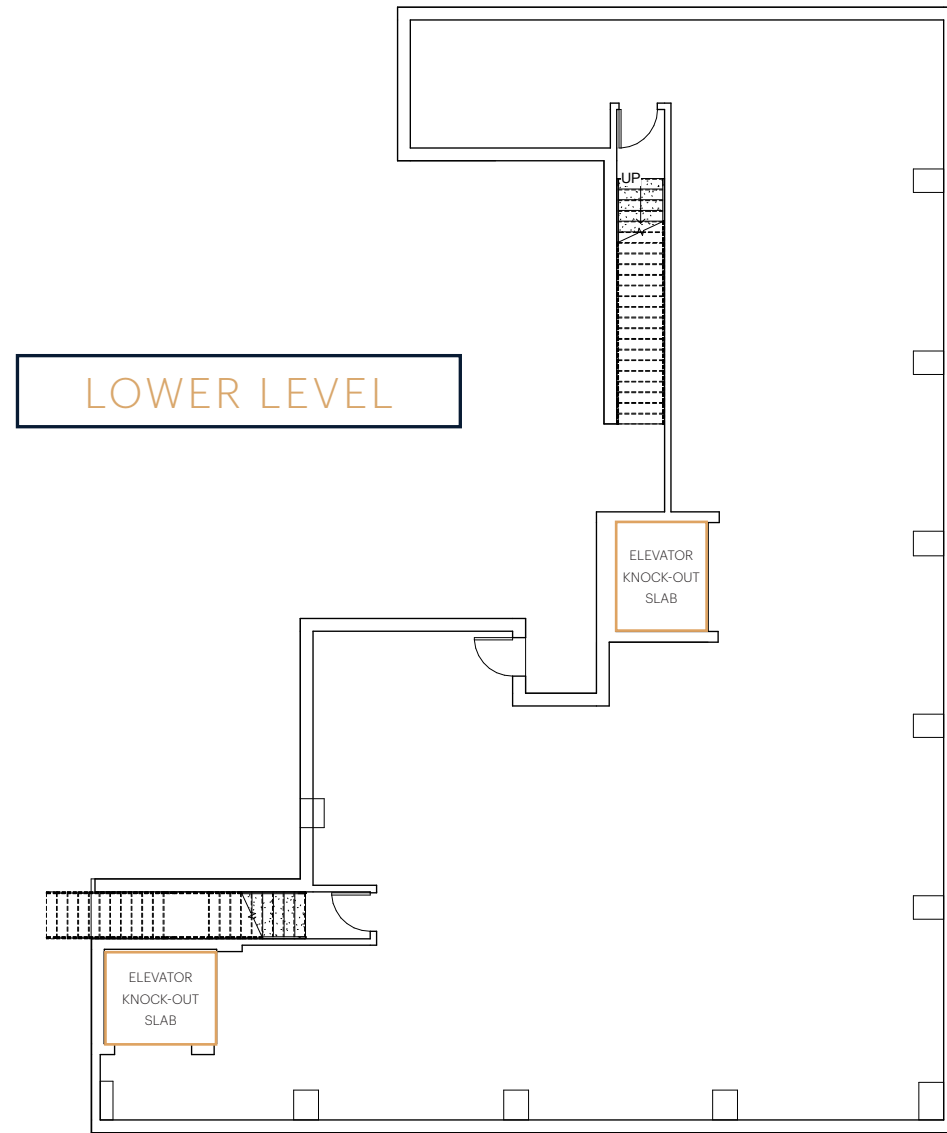 UP
LOWER LEVEL
ELEVATOR
KNOCK-OUT
SLAB
ELEVATOR
KNOCK-OUT
SLAB